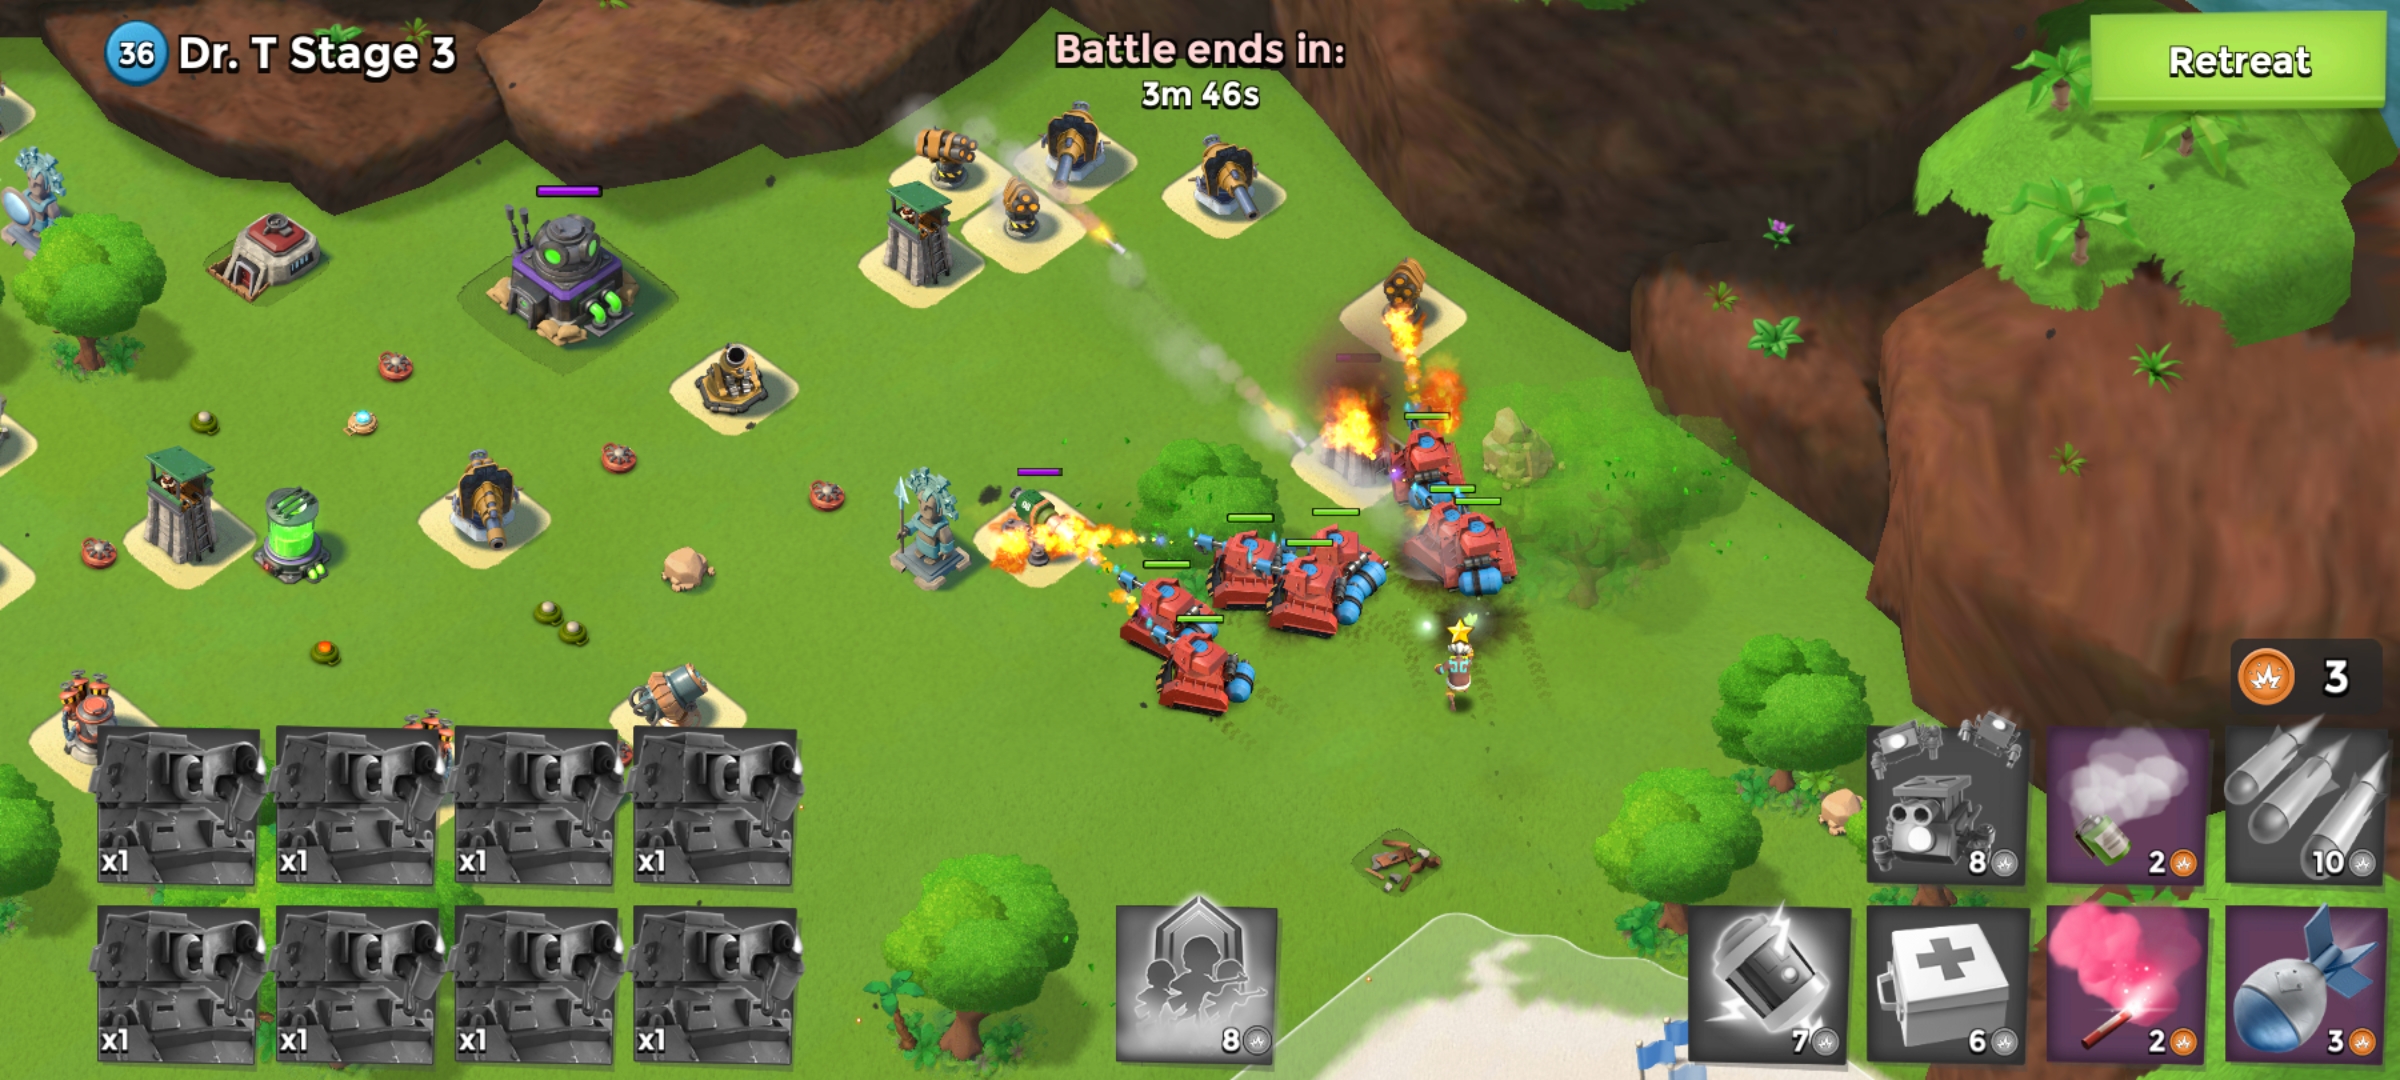 36 Dr. T Stage 3
Battle ends in:
3m 46s
Retreat
3
x1
x1
x1
x1
8
2
10
x1
x1
x1
x1
8
7
6
2
3